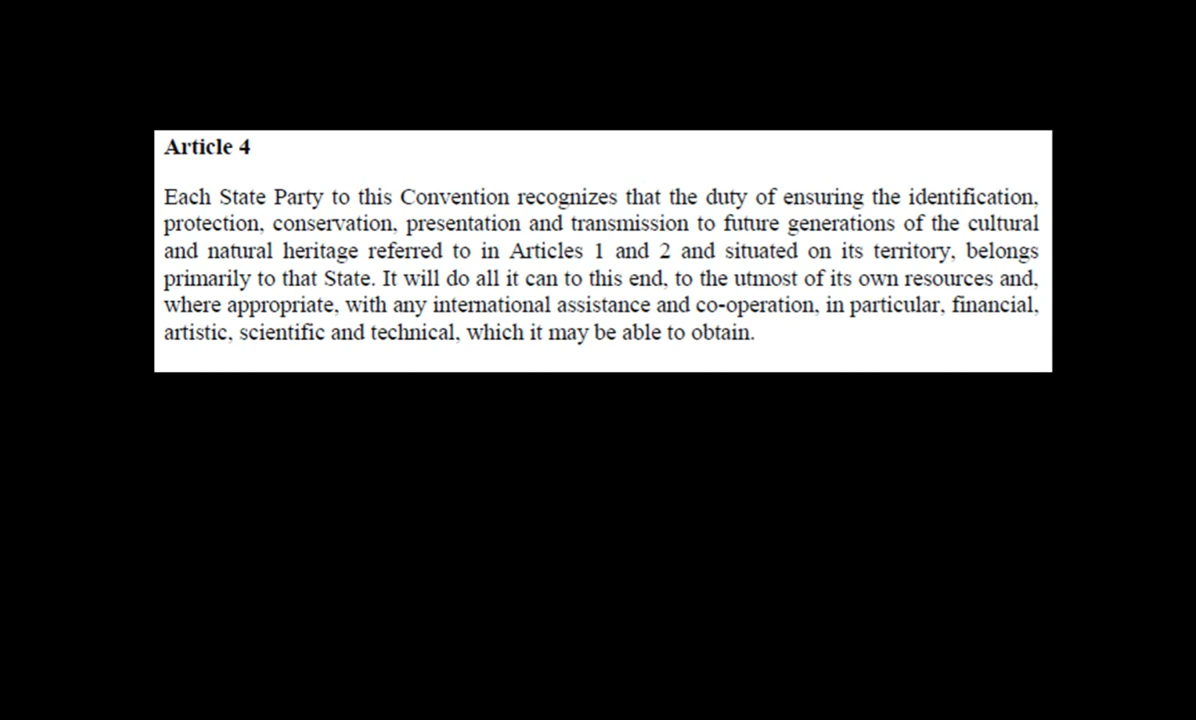 Article 4
Each State Party to this Convention recognizes that the duty of ensuring the identification,
protection, conservation, presentation and transmission to future generations of the cultural
and natural heritage referred to in Articles 1 and 2 and situated on its territory, belongs
primarily to that State. It will do all it can to this end, to the utmost of its own resources and,
where appropriate, with any international assistance and co-operation, in particular, financial,
artistic, scientific and technical, which it may be able to obtain.